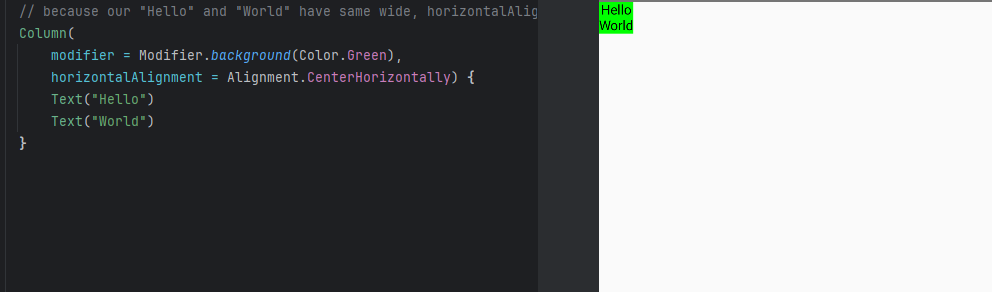 // because our "Hello" and "World" have same wide, horizontalAlig
Column(
    modifier = Modifier.background(Color.Green),
    horizontalAlignment = Alignment.CenterHorizontally) {
    Text("Hello")
    Text("World")
}
Hello
World